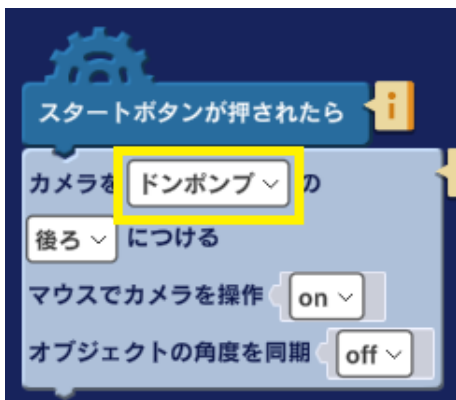 スタートボタンが押されたら i
カメラを ドンポンプ の
後ろ につける
マウスでカメラを操作 on
オブジェクトの角度を同期 off